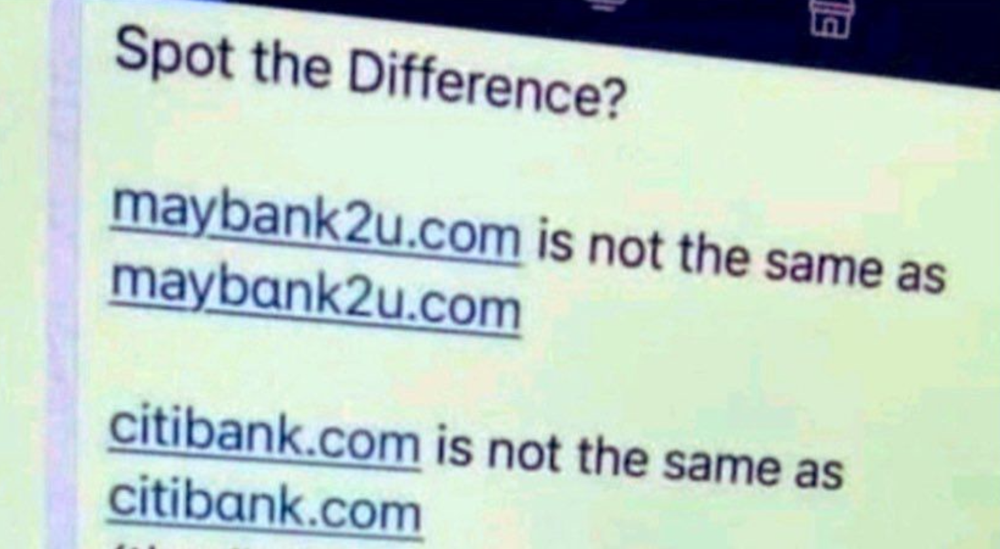 Spot the Difference?
maybank2u.com is not the same as
maybɑnk2u.com
citibank.com is not the same as
citibɑnk.com